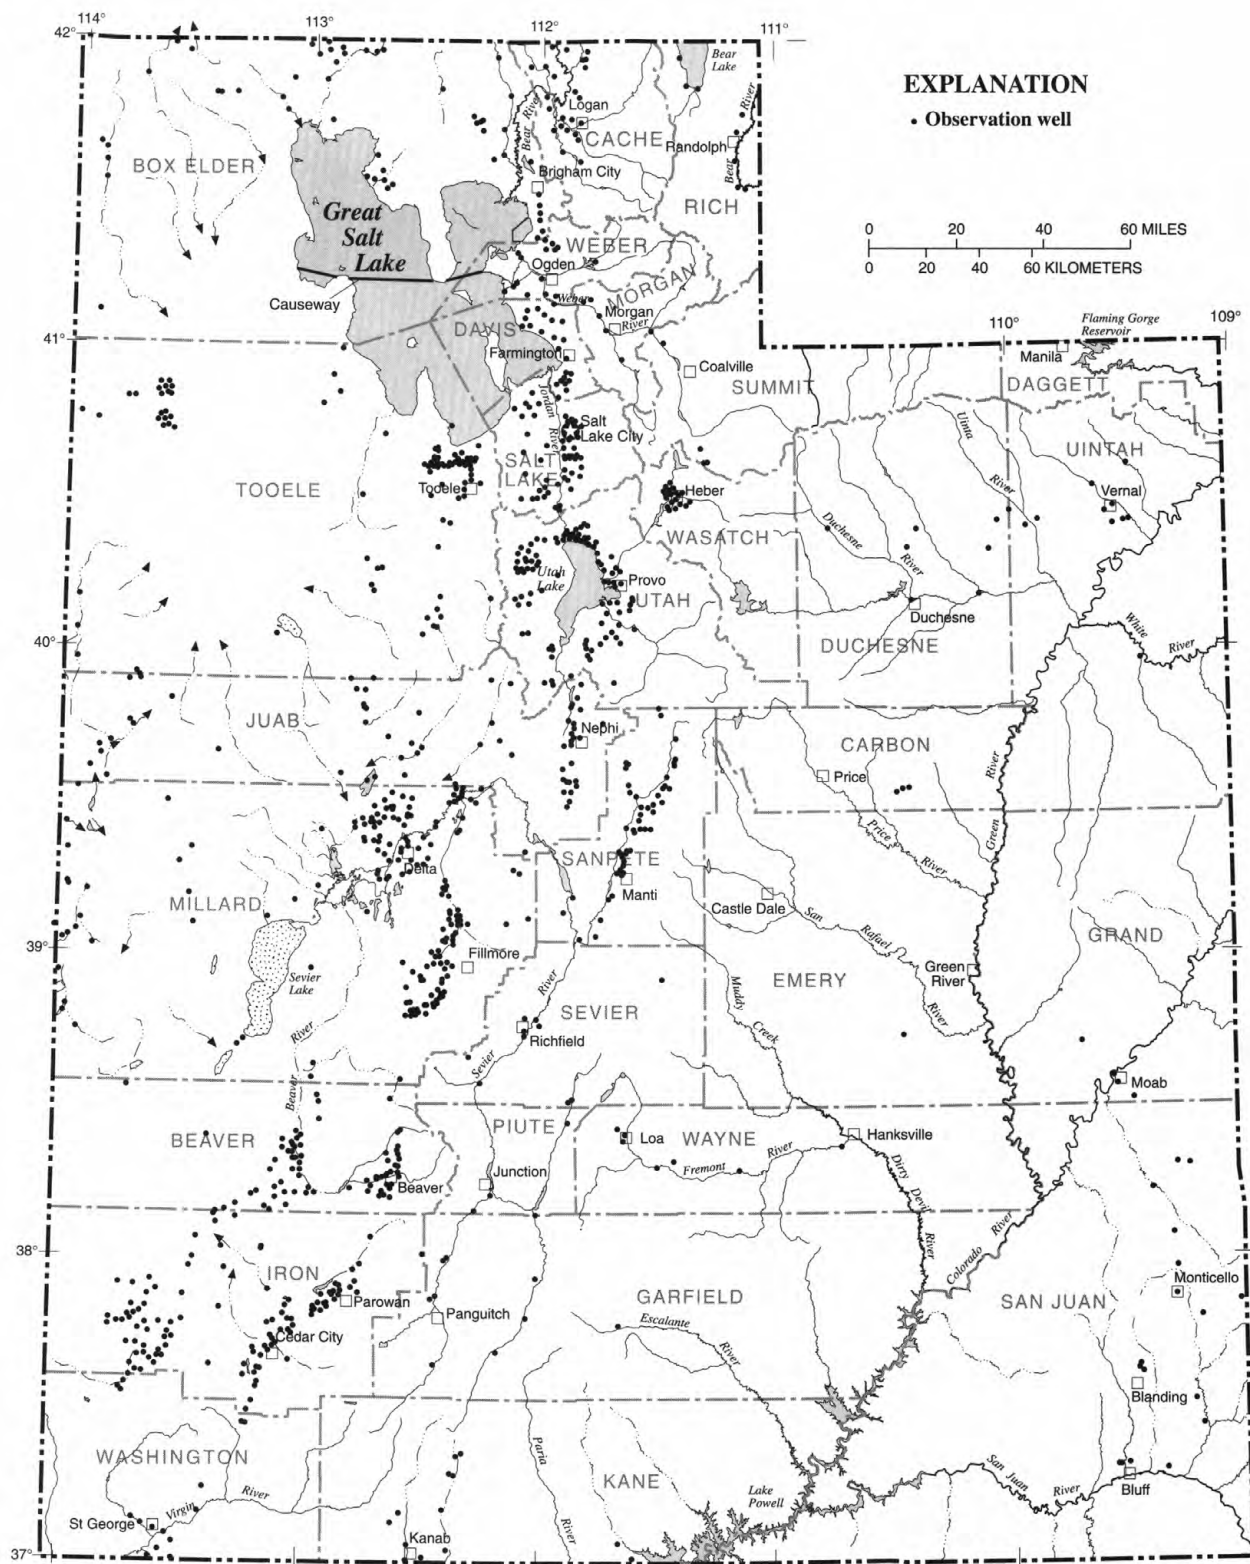 114°
113°
112°
111°
42°
Bear
Lake
EXPLANATION
• Observation well
Logan
River
Bear
CACHE
Randolph
River
Bear
BOX ELDER
Brigham City
Great
Salt
Lake
RICH
WEBER
0 20 40 60 MILES
0 20 40 60 KILOMETERS
Ogden
Causeway
Weber
MORGAN
Morgan
River
110°
Flaming Gorge
Reservoir
109°
41°
DAVIS
Farmington
Manila
Coalville
SUMMIT
DAGGETT
Jordan
River
Salt
Lake City
Uinta
River
UINTAH
SALT
LAKE
TOOELE
Tooele
Heber
Vernal
WASATCH
Duchesne
River
Utah
Lake
Provo
UTAH
Duchesne
White
River
40°
DUCHESNE
JUAB
Nephi
CARBON
Price
River
Green
Price
River
Delta
SANPETE
Manti
MILLARD
Castle Dale
San
Rafael
River
GRAND
39°
Fillmore
Green
River
Sevier
Lake
River
EMERY
SEVIER
Muddy
Creek
Richfield
River
Sevier
Beaver
Moab
BEAVER
PIUTE
Loa
WAYNE
Hanksville
River
Fremont
Junction
Beaver
Dirty
Devil
River
38°
River
Colorado
IRON
Monticello
Parowan
GARFIELD
SAN JUAN
Panguitch
Escalante
River
Cedar City
Blanding
WASHINGTON
Paria
River
KANE
San
Juan
River
Lake
Powell
Bluff
Virgin
River
St George
Kanab
37°